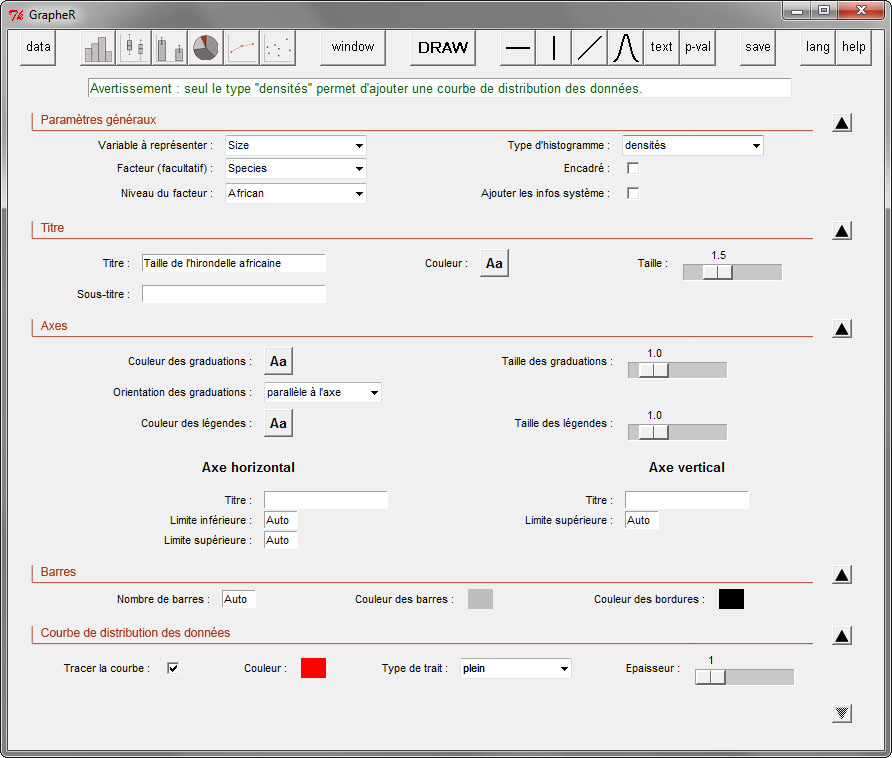 GrapheR
data window DRAW text p-val save lang help
Avertissement : seul le type "densités" permet d'ajouter une courbe de distribution des données.
Paramètres généraux
Variable à représenter : Size Type d'histogramme : densités
Facteur (facultatif) : Species Encadré :
Niveau du facteur : African Ajouter les infos système :
Titre
1.5
Titre : Taille de l'hirondelle africaine Couleur : Aa Taille :
Sous-titre :
Axes
1.0
Couleur des graduations : Aa Taille des graduations :
Orientation des graduations : parallèle à l'axe
1.0
Couleur des légendes : Aa Taille des légendes :
Axe horizontal Axe vertical
Titre : Titre :
Limite inférieure : Auto Limite supérieure : Auto
Limite supérieure : Auto
Barres
Nombre de barres : Auto Couleur des barres : Couleur des bordures :
Courbe de distribution des données
1
Tracer la courbe : Couleur : Type de trait : plein Epaisseur :